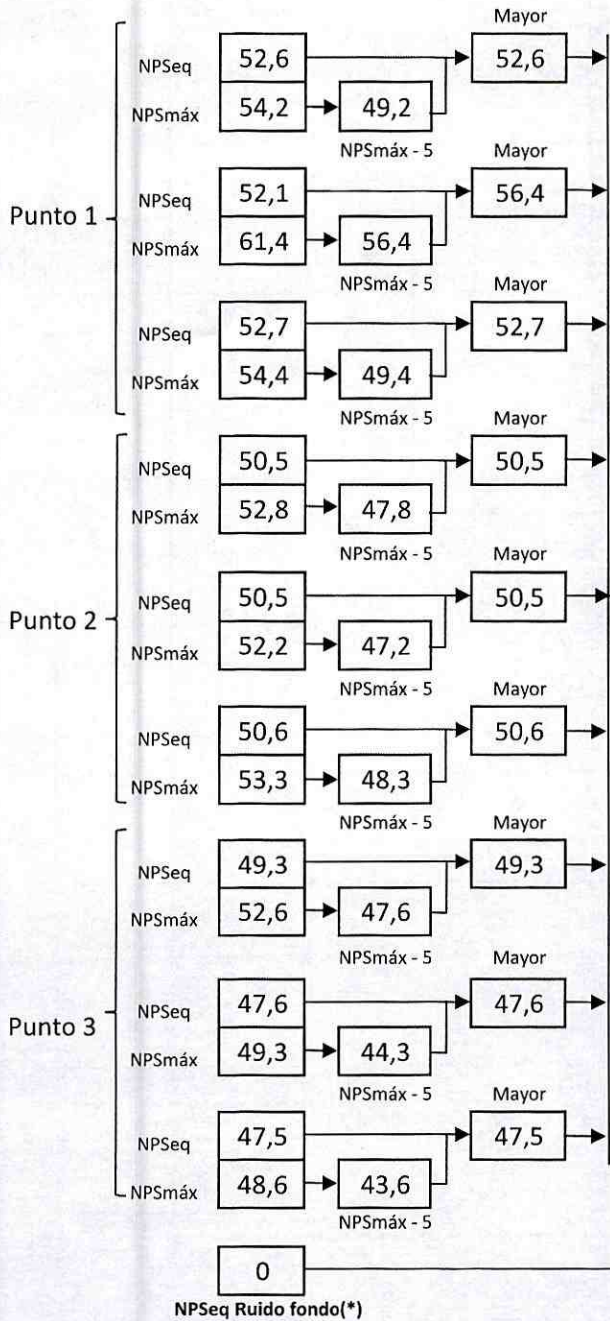 Mayor
NPSeq 52,6 52,6
NPSmáx 54,2 49,2
NPSmáx - 5
Mayor
Punto 1
NPSeq 52,1 56,4
NPSmáx 61,4 56,4
NPSmáx - 5
Mayor
NPSeq 52,7 52,7
NPSmáx 54,4 49,4
NPSmáx - 5
Mayor
NPSeq 50,5 50,5
NPSmáx 52,8 47,8
NPSmáx - 5
Mayor
Punto 2
NPSeq 50,5 50,5
NPSmáx 52,2 47,2
NPSmáx - 5
Mayor
NPSeq 50,6 50,6
NPSmáx 53,3 48,3
NPSmáx - 5
Mayor
NPSeq 49,3 49,3
NPSmáx 52,6 47,6
NPSmáx - 5
Mayor
Punto 3
NPSeq 47,6 47,6
NPSmáx 49,3 44,3
NPSmáx - 5
Mayor
NPSeq 47,5 47,5
NPSmáx 48,6 43,6
NPSmáx - 5
0
NPSeq Ruido fondo(*)